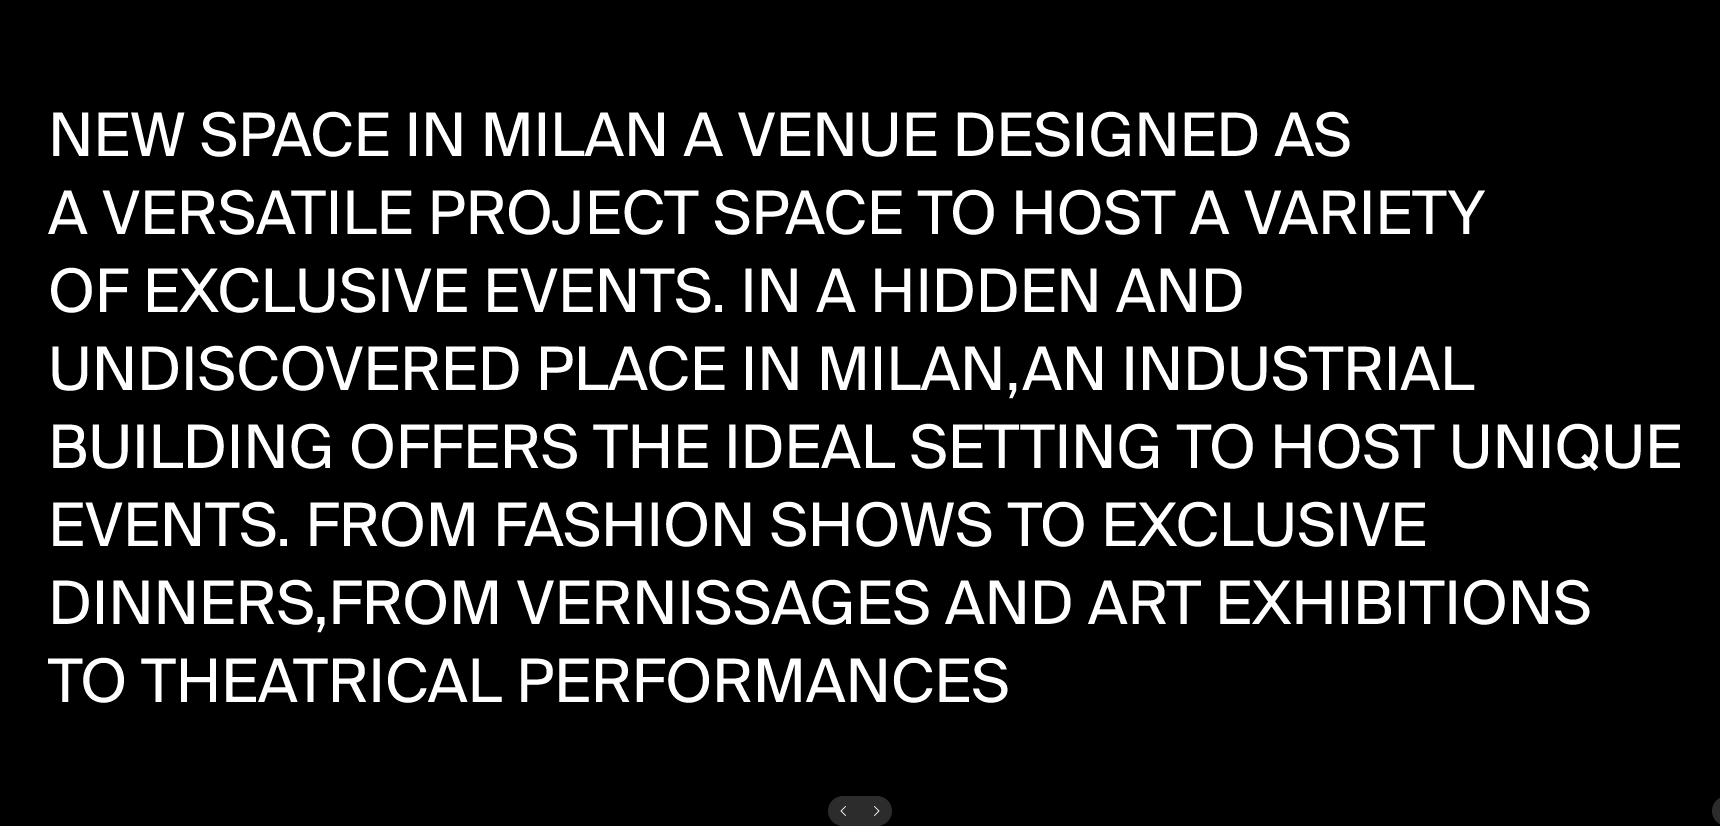 NEW SPACE IN MILAN A VENUE DESIGNED AS
A VERSATILE PROJECT SPACE TO HOST A VARIETY
OF EXCLUSIVE EVENTS. IN A HIDDEN AND
UNDISCOVERED PLACE IN MILAN,AN INDUSTRIAL
BUILDING OFFERS THE IDEAL SETTING TO HOST UNIQUE
EVENTS. FROM FASHION SHOWS TO EXCLUSIVE
DINNERS,FROM VERNISSAGES AND ART EXHIBITIONS
TO THEATRICAL PERFORMANCES